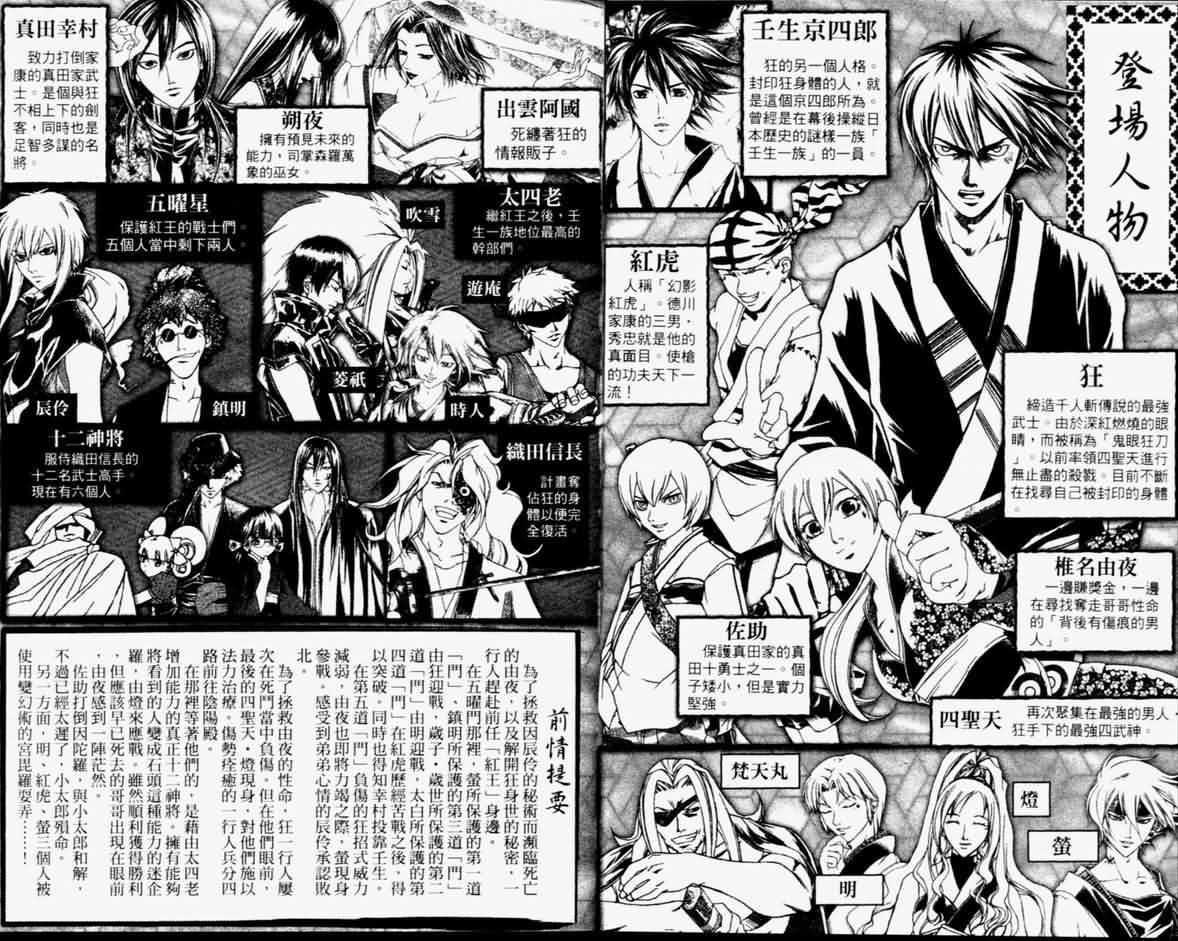 登場人物
狂
締造千人斬傳說的最強
武士。由於深紅燃燒的眼
睛，而被稱為「鬼眼狂刀
」。以前率領四聖天進行
無止盡的殺戮。目前不斷
在找尋自己被封印的身體
。
壬生京四郎
狂的另一個人格。
封印狂身體的人，就
是這個京四郎所為。
曾經是在幕後操縱日
本歷史的謎樣一族「
壬生一族」的一員。
紅虎
人稱「幻影
紅虎」。德川
家康的三男，
秀忠就是他的
真面目。使槍
的功夫天下一
流！
椎名由夜
一邊賺獎金，一邊
在尋找奪走哥哥性命
的「背後有傷痕的男
人」。
佐助
保護真田家的真
田十勇士之一。個
子矮小，但是實力
堅強。
四聖天
再次聚集在最強的男人，
狂手下的最強四武神。
梵天丸
燈
螢
明
出雲阿國
死纏著狂的
情報販子。
朔夜
擁有預見未來的
能力，司掌森羅萬
象的巫女。
真田幸村
致力打倒家
康的真田家武
士。是個與狂
不相上下的劍
客，同時也是
足智多謀的名
將。
太四老
繼紅王之後，壬
生一族地位最高的
幹部們。
吹雪
遊庵
菱祇
時人
五曜星
保護紅王的戰士們。
五個人當中剩下兩人。
辰伶
鎮明
織田信長
計畫奪
佔狂的身
體以便完
全復活。
十二神將
服侍織田信長的
十二名武士高手。
現在有六個人。
前情提要
為了拯救因辰伶的秘術而瀕臨死亡
的由夜，以及解開狂身世的秘密，一
行人趕赴前任「紅王」身邊。
在五曜門那裡，螢所保護的第一道
「門」、鎮明所保護的第三道「門」
由狂迎戰，歲子・歲世所保護的第二
道「門」由明迎戰，太白所保護的第
四道「門」在紅虎歷經苦戰之後，得
以突破。同時也得知幸村投靠壬生。
在第五道「門」負傷的狂招式威力
減弱，由夜也即將力竭之際，螢現身
參戰。感受到弟弟心情的辰伶承認敗
北。
為了拯救由夜的性命，狂一行人屢
次在死鬥當中負傷。但在他們眼前，
最後的四聖天・燈現身，對他們施以
法力治療。傷勢痊癒的一行人兵分四
路前往陰陽殿。
在那裡等著他們的，是藉由太四老
增加能力的真正十二神將。擁有能夠
將看到的人變成石頭這種能力的迷企
羅，由燈來應戰。雖然順利獲得勝利
，但應該早已死去的哥哥出現在眼前
，由夜感到一陣茫然。
佐助打倒因陀羅，與小太郎和解，
不過已經太遲了，小太郎殞命。
另一方面，明、紅虎、螢三個人被
使用變幻術的宮毘羅耍弄……！